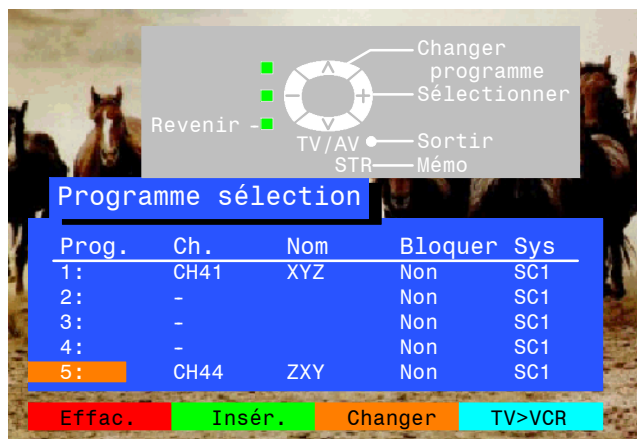 Changer
programme
Sélectionner
Revenir
TV/AV Sortir
STR Mémo
Programme sélection
Prog. Ch. Nom Bloquer Sys
1: CH41 XYZ Non SC1
2: - Non SC1
3: - Non SC1
4: - Non SC1
5: CH44 ZXY Non SC1
Effac. Insér. Changer TV>VCR